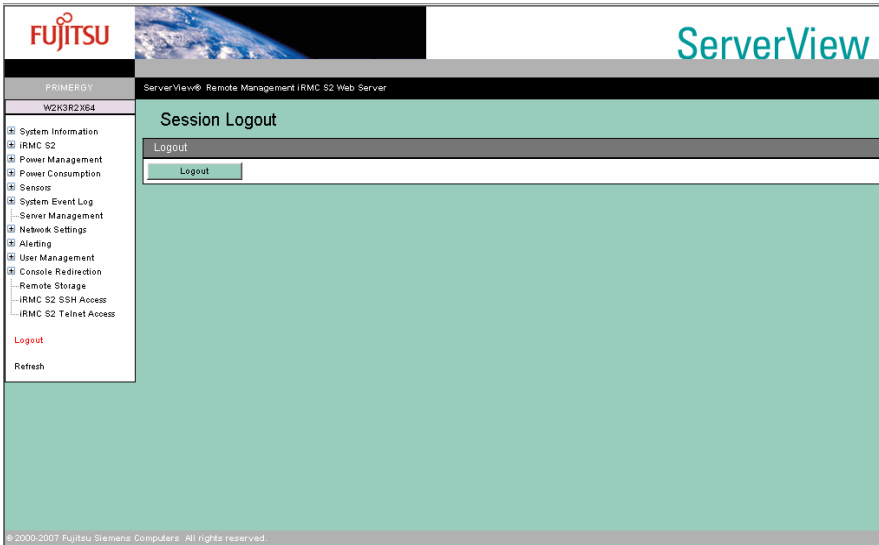 FUJITSU
ServerView
PRIMERGY
ServerView® Remote Management iRMC S2 Web Server
W2K3R2X64
System Information
iRMC S2
Power Management
Power Consumption
Sensors
System Event Log
Server Management
Network Settings
Alerting
User Management
Console Redirection
Remote Storage
iRMC S2 SSH Access
iRMC S2 Telnet Access
Logout
Refresh
Session Logout
Logout
Logout
© 2000-2007 Fujitsu Siemens Computers All rights reserved.